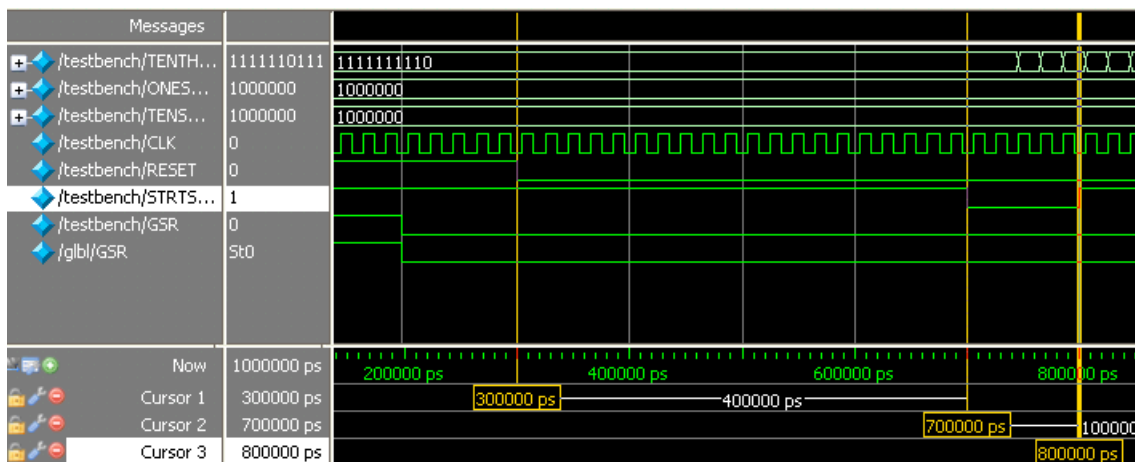 Messages
/testbench/TENTH... 1111110111 1111111110
/testbench/ONES... 1000000 1000000
/testbench/TENS... 1000000 1000000
/testbench/CLK 0
/testbench/RESET 0
/testbench/STRTS... 1
/testbench/GSR 0
/glbl/GSR St0
Now 1000000 ps 200000 ps 400000 ps 600000 ps 800000 ps
Cursor 1 300000 ps 300000 ps 400000 ps
Cursor 2 700000 ps 700000 ps 100000
Cursor 3 800000 ps 800000 ps